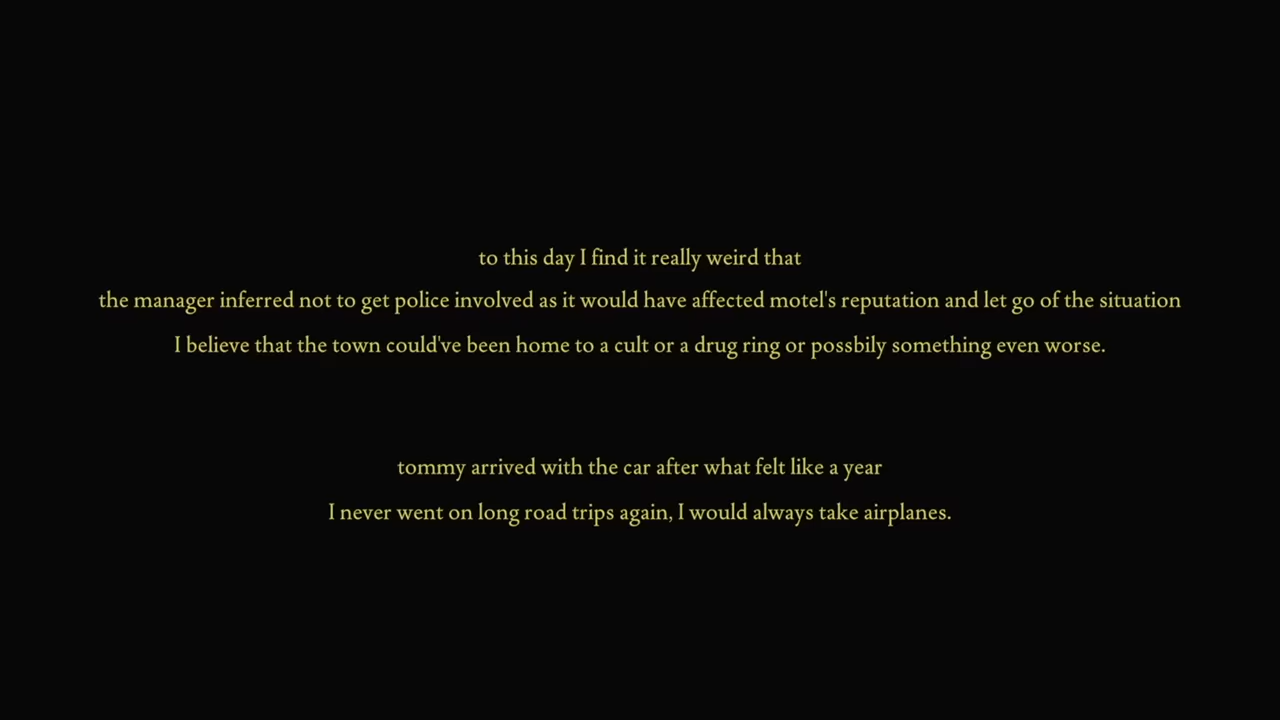 to this day I find it really weird that
the manager inferred not to get police involved as it would have affected motel's reputation and let go of the situation
I believe that the town could've been home to a cult or a drug ring or possbily something even worse.
tommy arrived with the car after what felt like a year
I never went on long road trips again, I would always take airplanes.